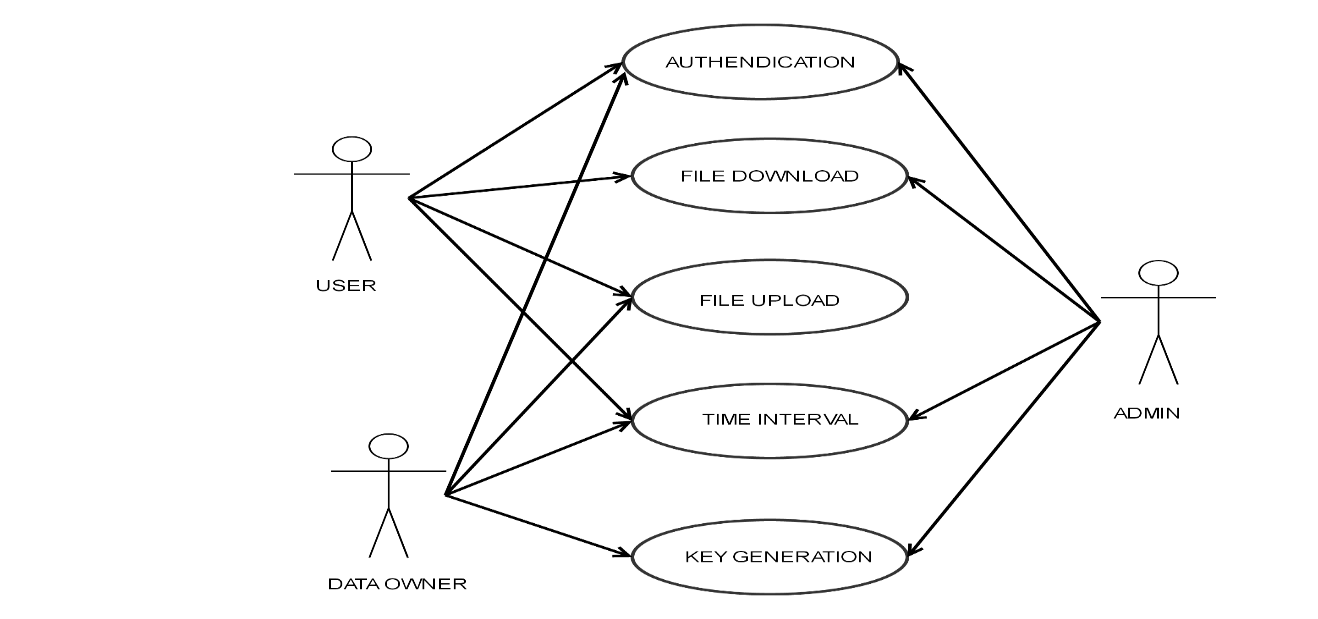 AUTHENDICATION
FILE DOWNLOAD
USER
FILE UPLOAD
ADMIN
TIME INTERVAL
KEY GENERATION
DATA OWNER